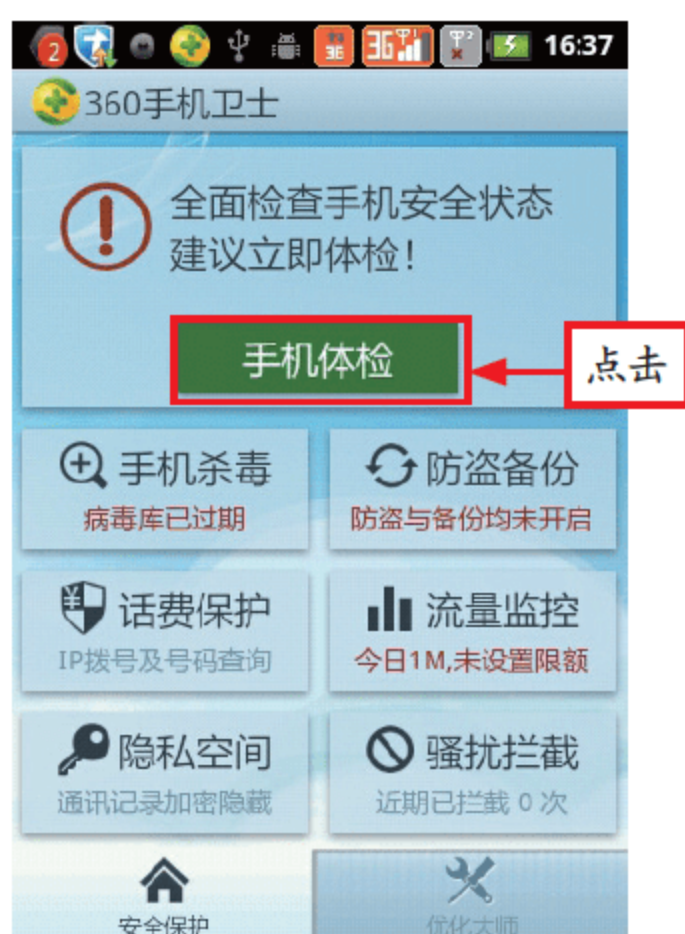 2 3G 3G 2 16:37
360手机卫士
全面检查手机安全状态
建议立即体检!
手机体检
点击
手机杀毒 防盗备份
病毒库已过期 防盗与备份均未开启
¥ 话费保护 流量监控
IP拨号及号码查询 今日1M,未设置限额
隐私空间 骚扰拦截
通讯记录加密隐藏 近期已拦截 0 次
安全保护 优化大师